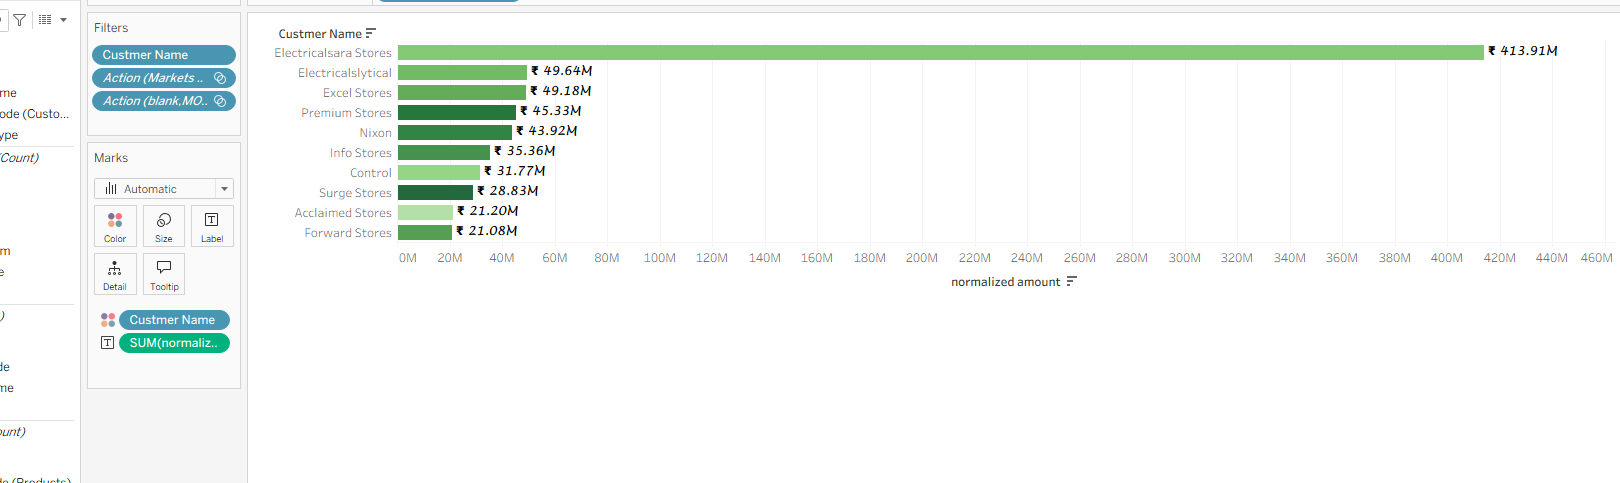 Filters
Custmer Name
Action (Markets ..
Action (blank,MO..
me
ode (Custo...
ype
(Count)
m
e
)
de
me
ount)
de (Products)
Marks
Automatic
Color
Size
Label
Detail
Tooltip
Custmer Name
SUM(normaliz..
Custmer Name
Electricalsara Stores ₹ 413.91M
Electricalslytical ₹ 49.64M
Excel Stores ₹ 49.18M
Premium Stores ₹ 45.33M
Nixon ₹ 43.92M
Info Stores ₹ 35.36M
Control ₹ 31.77M
Surge Stores ₹ 28.83M
Acclaimed Stores ₹ 21.20M
Forward Stores ₹ 21.08M
0M 20M 40M 60M 80M 100M 120M 140M 160M 180M 200M 220M 240M 260M 280M 300M 320M 340M 360M 380M 400M 420M 440M 460M
normalized amount